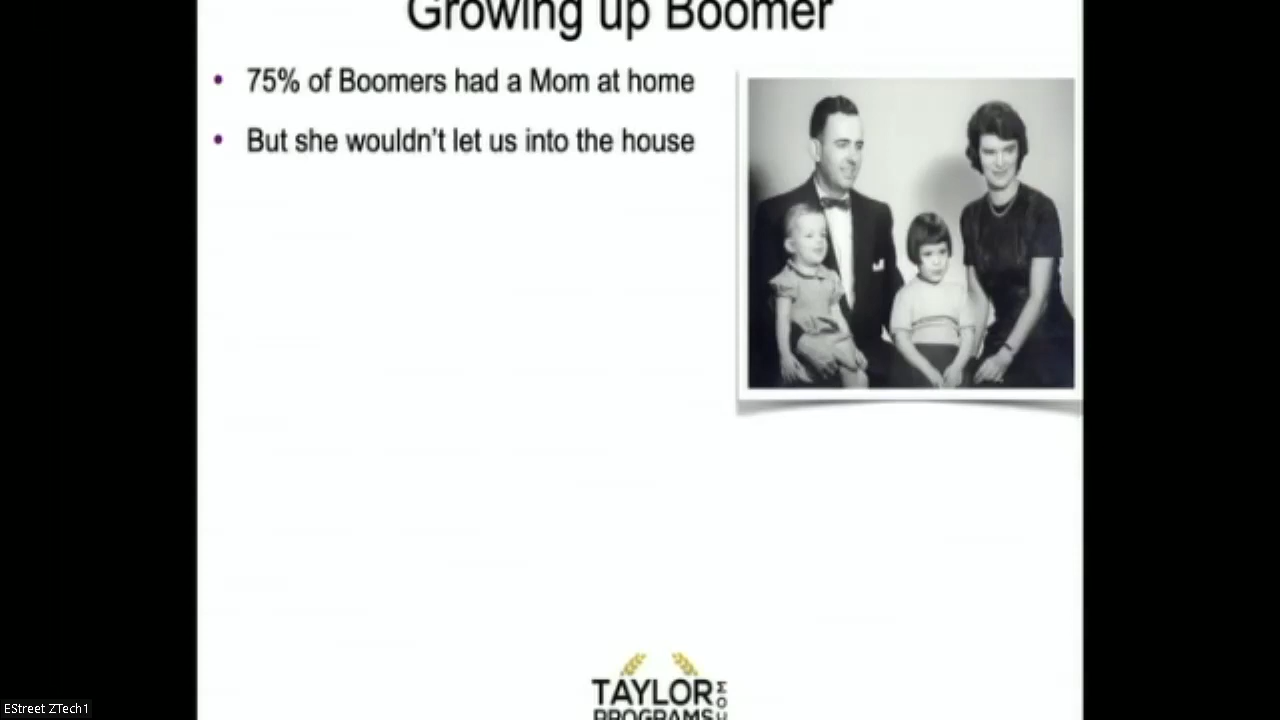 Growing up Boomer
• 75% of Boomers had a Mom at home
• But she wouldn't let us into the house
TAYLOR
PROGRAMS
.COM
EStreet ZTech1